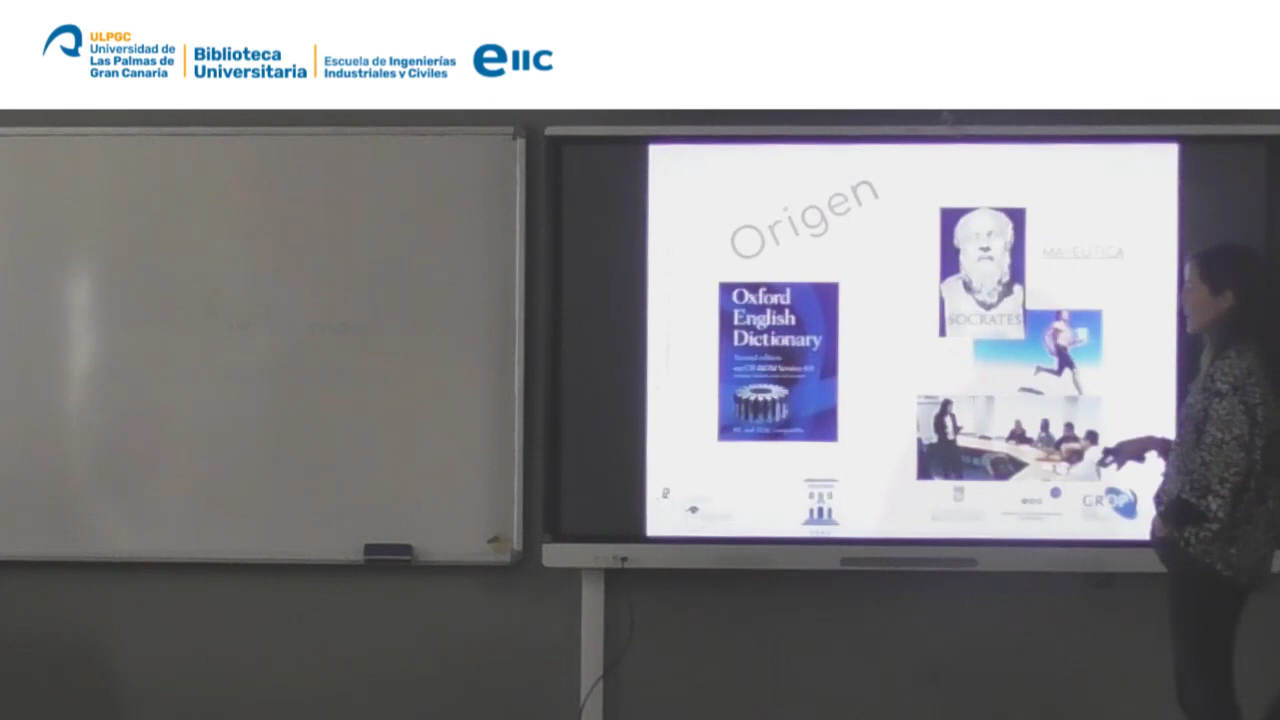 ULPGC
Universidad de
Las Palmas de
Gran Canaria
Biblioteca
Universitaria
Escuela de Ingenierías
Industriales y Civiles
eIIC
Origen
MAYEUTICA
SOCRATES
Oxford
English
Dictionary